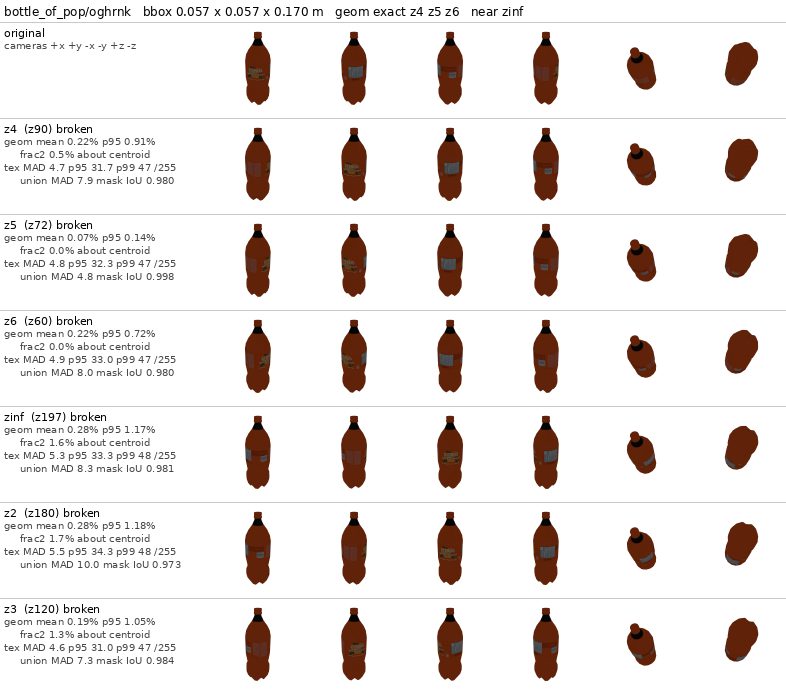 bottle_of_pop/oghrnk   bbox 0.057 x 0.057 x 0.170 m   geom exact z4 z5 z6   near zinf
original
cameras +x +y -x -y +z -z
z4  (z90) broken
geom mean 0.22% p95 0.91%
frac2 0.5% about centroid
tex MAD 4.7 p95 31.7 p99 47 /255
union MAD 7.9 mask IoU 0.980
z5  (z72) broken
geom mean 0.07% p95 0.14%
frac2 0.0% about centroid
tex MAD 4.8 p95 32.3 p99 47 /255
union MAD 4.8 mask IoU 0.998
z6  (z60) broken
geom mean 0.22% p95 0.72%
frac2 0.0% about centroid
tex MAD 4.9 p95 33.0 p99 47 /255
union MAD 8.0 mask IoU 0.980
zinf  (z197) broken
geom mean 0.28% p95 1.17%
frac2 1.6% about centroid
tex MAD 5.3 p95 33.3 p99 48 /255
union MAD 8.3 mask IoU 0.981
z2  (z180) broken
geom mean 0.28% p95 1.18%
frac2 1.7% about centroid
tex MAD 5.5 p95 34.3 p99 48 /255
union MAD 10.0 mask IoU 0.973
z3  (z120) broken
geom mean 0.19% p95 1.05%
frac2 1.3% about centroid
tex MAD 4.6 p95 31.0 p99 47 /255
union MAD 7.3 mask IoU 0.984